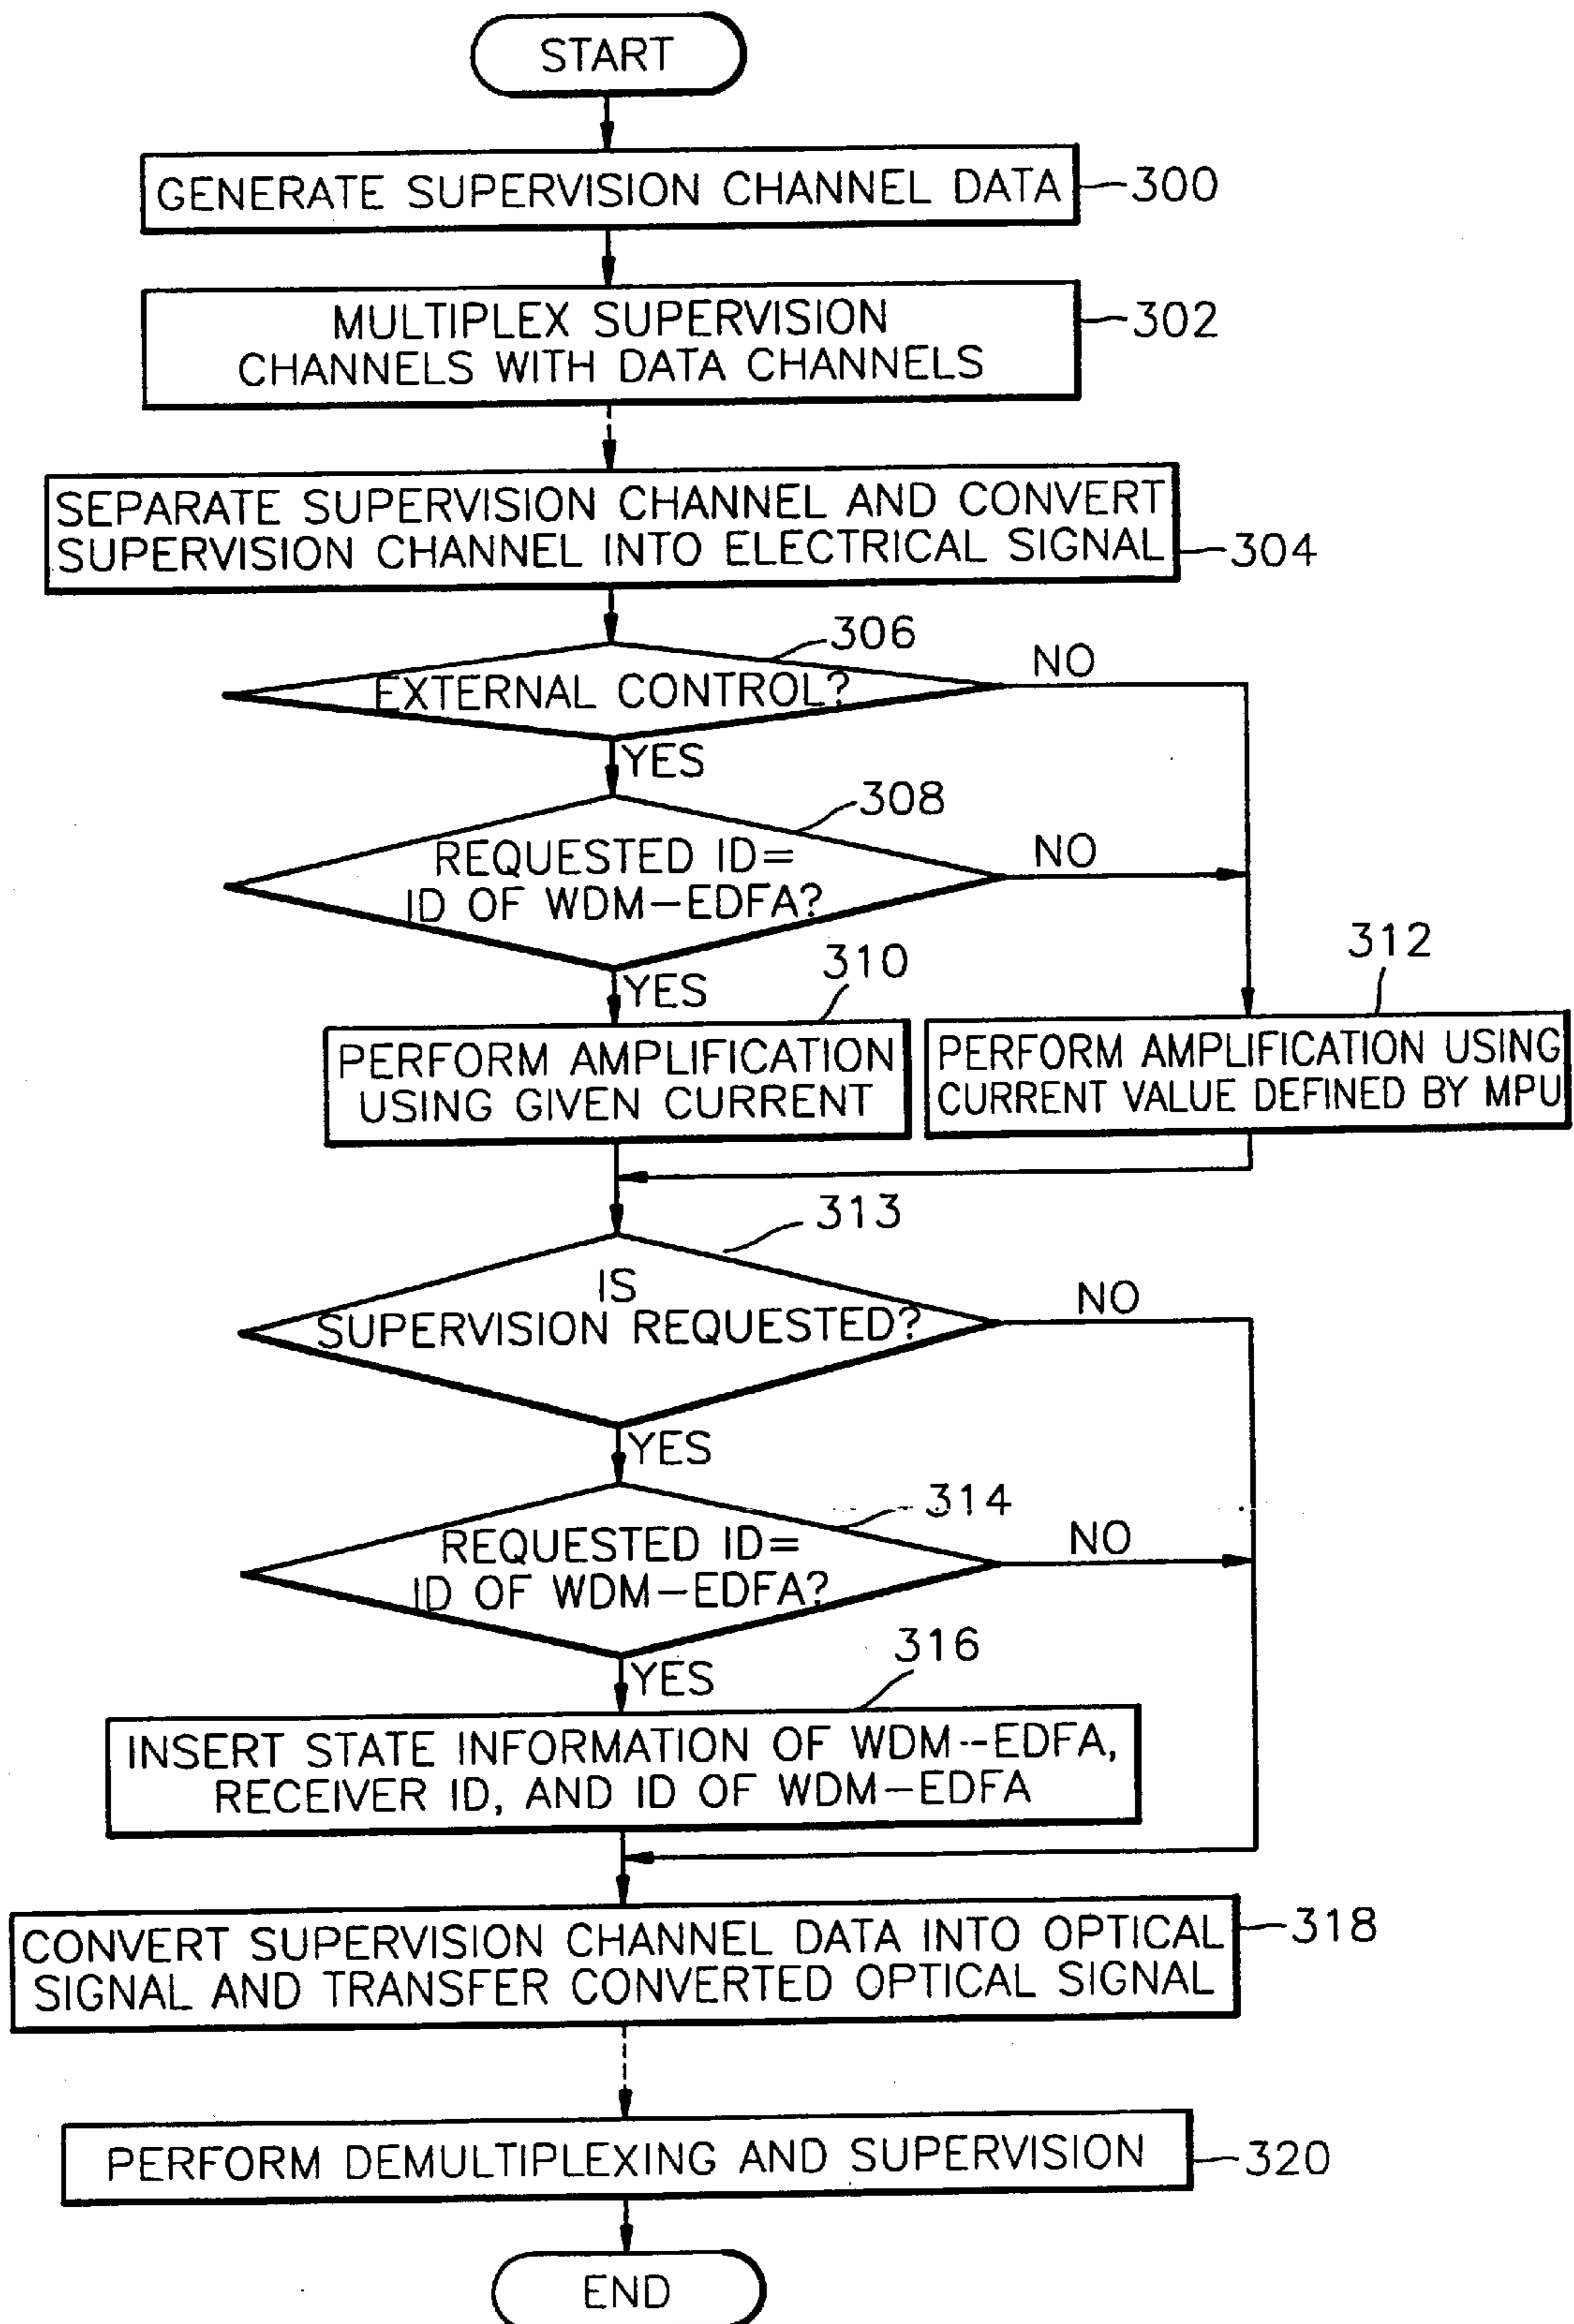 START
GENERATE SUPERVISION CHANNEL DATA
300
MULTIPLEX SUPERVISION
CHANNELS WITH DATA CHANNELS
302
SEPARATE SUPERVISION CHANNEL AND CONVERT
SUPERVISION CHANNEL INTO ELECTRICAL SIGNAL
304
306
EXTERNAL CONTROL?
NO
YES
308
REQUESTED ID=
ID OF WDM-EDFA?
NO
YES
310
312
PERFORM AMPLIFICATION
USING GIVEN CURRENT
PERFORM AMPLIFICATION USING
CURRENT VALUE DEFINED BY MPU
313
IS
SUPERVISION REQUESTED?
NO
YES
314
REQUESTED ID=
ID OF WDM-EDFA?
NO
YES
316
INSERT STATE INFORMATION OF WDM--EDFA,
RECEIVER ID, AND ID OF WDM-EDFA
CONVERT SUPERVISION CHANNEL DATA INTO OPTICAL
SIGNAL AND TRANSFER CONVERTED OPTICAL SIGNAL
318
PERFORM DEMULTIPLEXING AND SUPERVISION
320
END